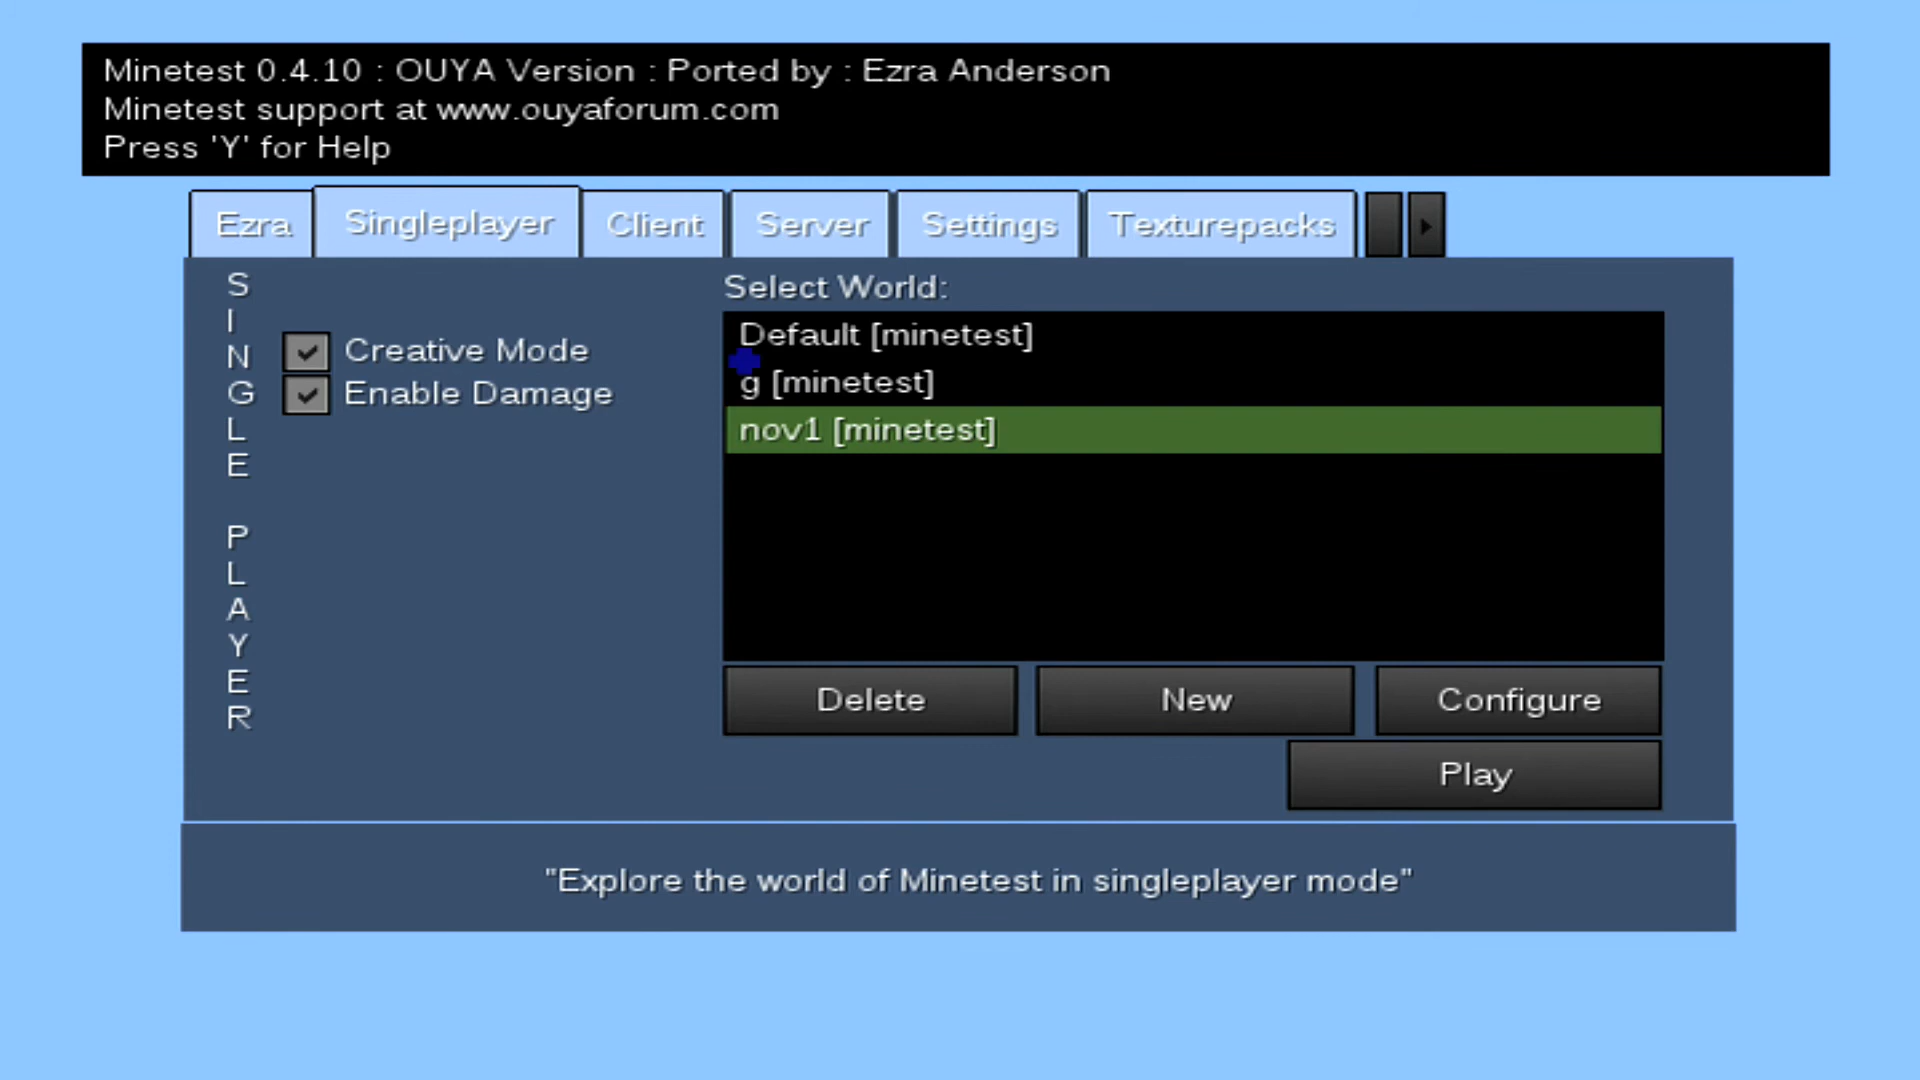 Minetest 0.4.10 : OUYA Version : Ported by : Ezra Anderson
Minetest support at www.ouyaforum.com
Press 'Y' for Help
Ezra
Singleplayer
Client
Server
Settings
Texturepacks
SINGLE PLAYER
Creative Mode
Enable Damage
Select World:
Default [minetest]
g [minetest]
nov1 [minetest]
Delete
New
Configure
Play
"Explore the world of Minetest in singleplayer mode"